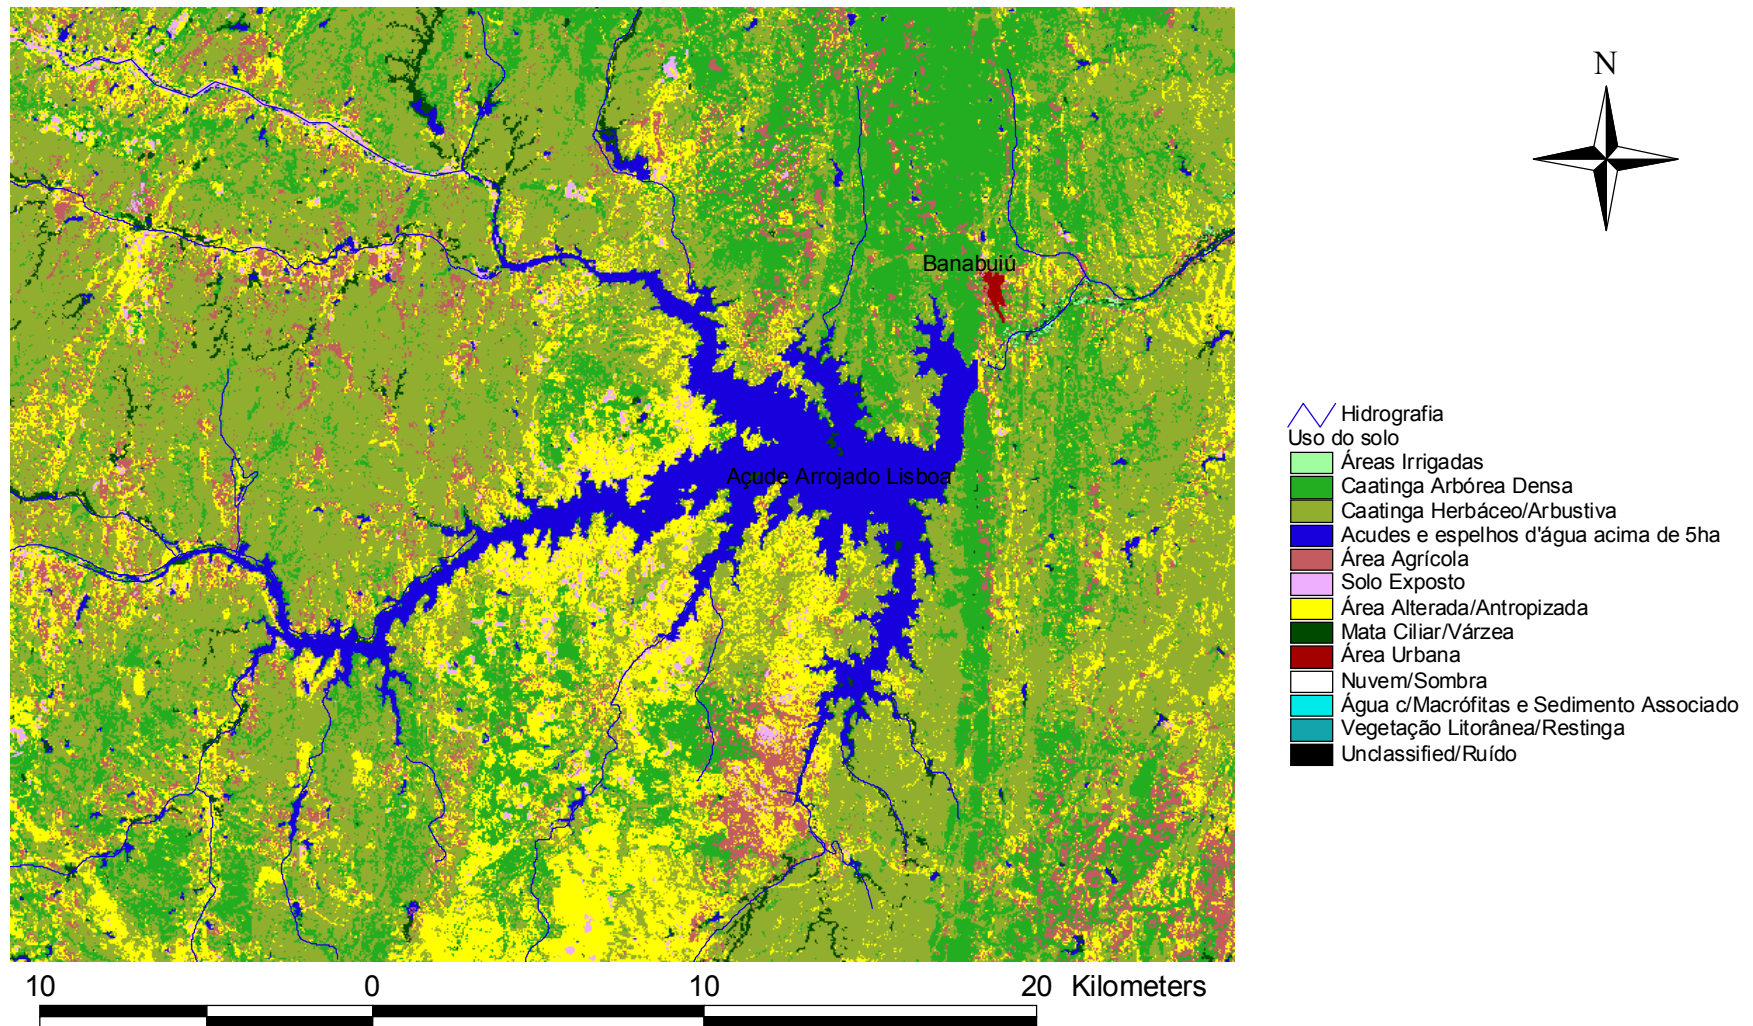 N
Banabuiú
Açude Arrojado Lisboa
Hidrografia
Uso do solo
Áreas Irrigadas
Caatinga Arbórea Densa
Caatinga Herbáceo/Arbustiva
Acudes e espelhos d'água acima de 5ha
Área Agrícola
Solo Exposto
Área Alterada/Antropizada
Mata Ciliar/Várzea
Área Urbana
Nuvem/Sombra
Água c/Macrófitas e Sedimento Associado
Vegetação Litorânea/Restinga
Unclassified/Ruído
10 0 10 20 Kilometers